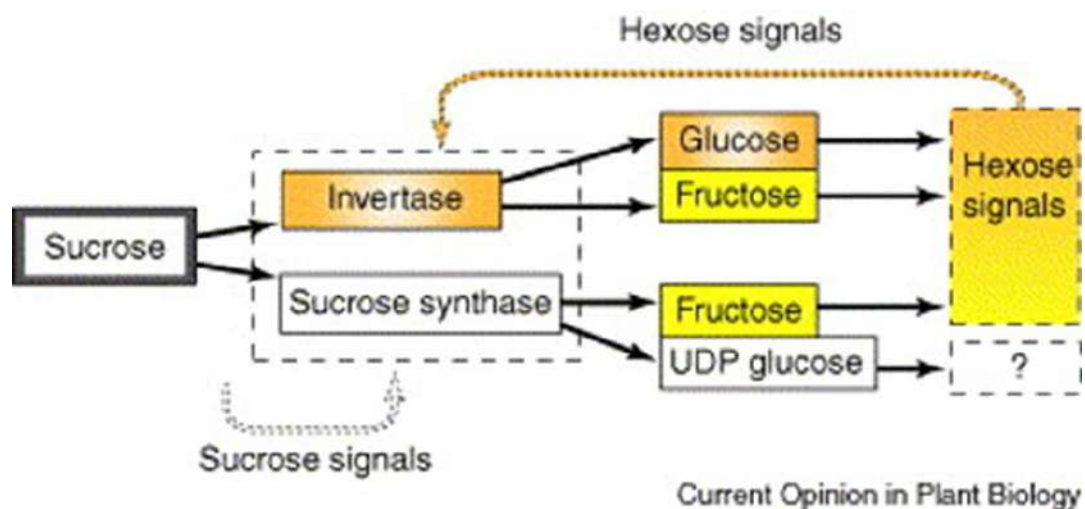 Hexose signals
Glucose
Invertase
Fructose
Hexose
signals
Sucrose
Sucrose synthase
Fructose
UDP glucose
?
Sucrose signals
Current Opinion in Plant Biology